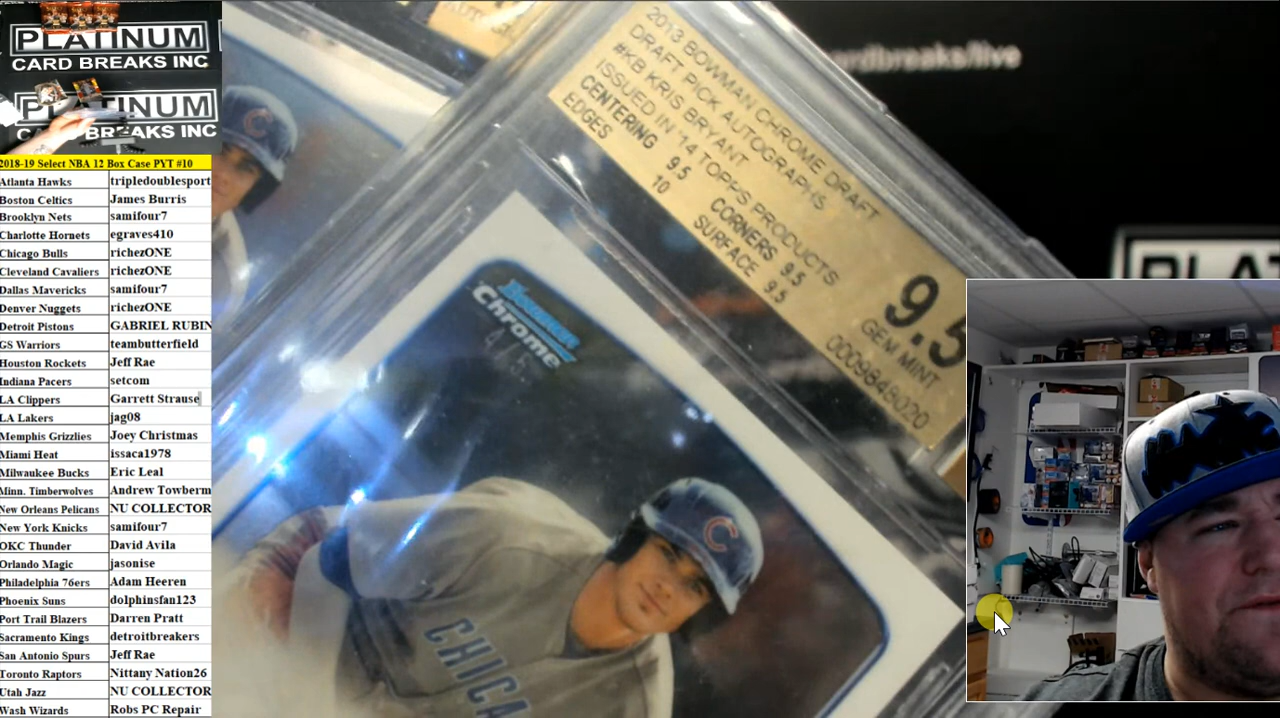 PLATINUM
CARD BREAKS INC
PLATINUM
CARD BREAKS INC
2018-19 Select NBA 12 Box Case PYT #10
Atlanta Hawks tripledoublesport
Boston Celtics James Burris
Brooklyn Nets samifour7
Charlotte Hornets egraves410
Chicago Bulls richezONE
Cleveland Cavaliers richezONE
Dallas Mavericks samifour7
Denver Nuggets richezONE
Detroit Pistons GABRIEL RUBIN
GS Warriors teambutterfield
Houston Rockets Jeff Rae
Indiana Pacers setcom
LA Clippers Garrett Strause
LA Lakers jag08
Memphis Grizzlies Joey Christmas
Miami Heat issaca1978
Milwaukee Bucks Eric Leal
Minn. Timberwolves Andrew Towberm
New Orleans Pelicans NU COLLECTOR
New York Knicks samifour7
OKC Thunder David Avila
Orlando Magic jasonise
Philadelphia 76ers Adam Heeren
Phoenix Suns dolphinsfan123
Port Trail Blazers Darren Pratt
Sacramento Kings detroitbreakers
San Antonio Spurs Jeff Rae
Toronto Raptors Nittany Nation26
Utah Jazz NU COLLECTOR
Wash Wizards Robs PC Repair
2013 BOWMAN CHROME DRAFT
DRAFT PICK AUTOGRAPHS
#KB KRIS BRYANT
ISSUED IN '14 TOPPS PRODUCTS
CENTERING 9.5 CORNERS 9.5
EDGES 10 SURFACE 9.5
9.5
GEM MINT
0009848020
Bowman
Chrome
4/5
C
C
CHICA
rdbreaks/live
PLAT